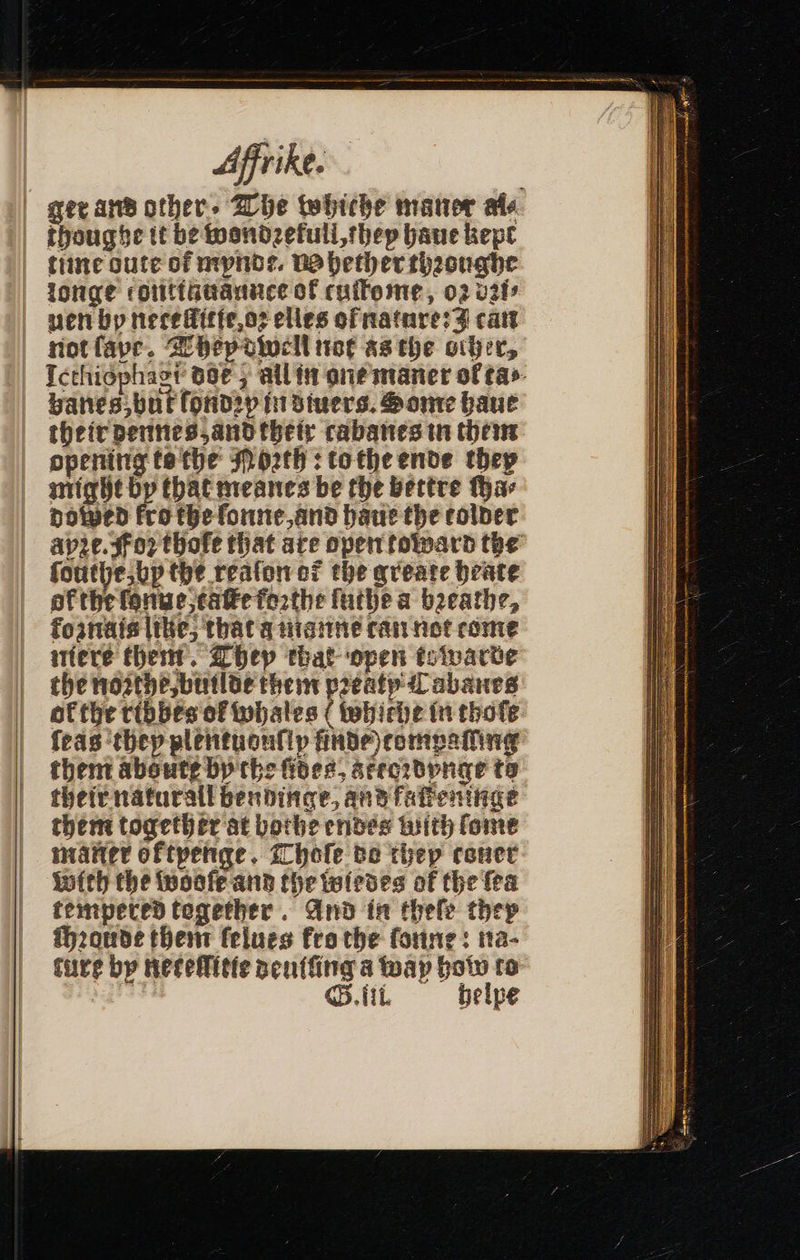 Affrike.
ger and other. The whiche maner al-
thoughe it be wondrefull, they haue kept
time oute of mynde. Whether throughe
longe continuaunce of custome, or dri-
uen by necessitie, or elles of nature: I can
not saye. They dwell not as the other,
Icthiophagi doe, all in one maner of ca-
banes, but sondry in diuers. Some haue
their dennes, and their cabanes in them
opening to the North: to the ende they
might by that meanes be the bettre sha-
dowed fro the sonne, and haue the colder
ayre. For those that are open toward the
southe, by the reason of the greate heate
of the sonne, caste forthe suche a breathe,
fornais like, that a manne can not come
niere them. They that open towarde
the northe, builde them preaty Cabanes
of the ribbes of whales (whiche in those
seas they plentuously finde) compassing
them aboute by the sides, accordynge to
their naturall bendinge, and fasteninge
them together at bothe endes with some
maner of tyenge. Those do they couer
with the woose and the wiedes of the sea
tempered together. And in these they
shroude them selues fro the sonne: na-
ture by necessitie deuising a way how to
G.iii. helpe